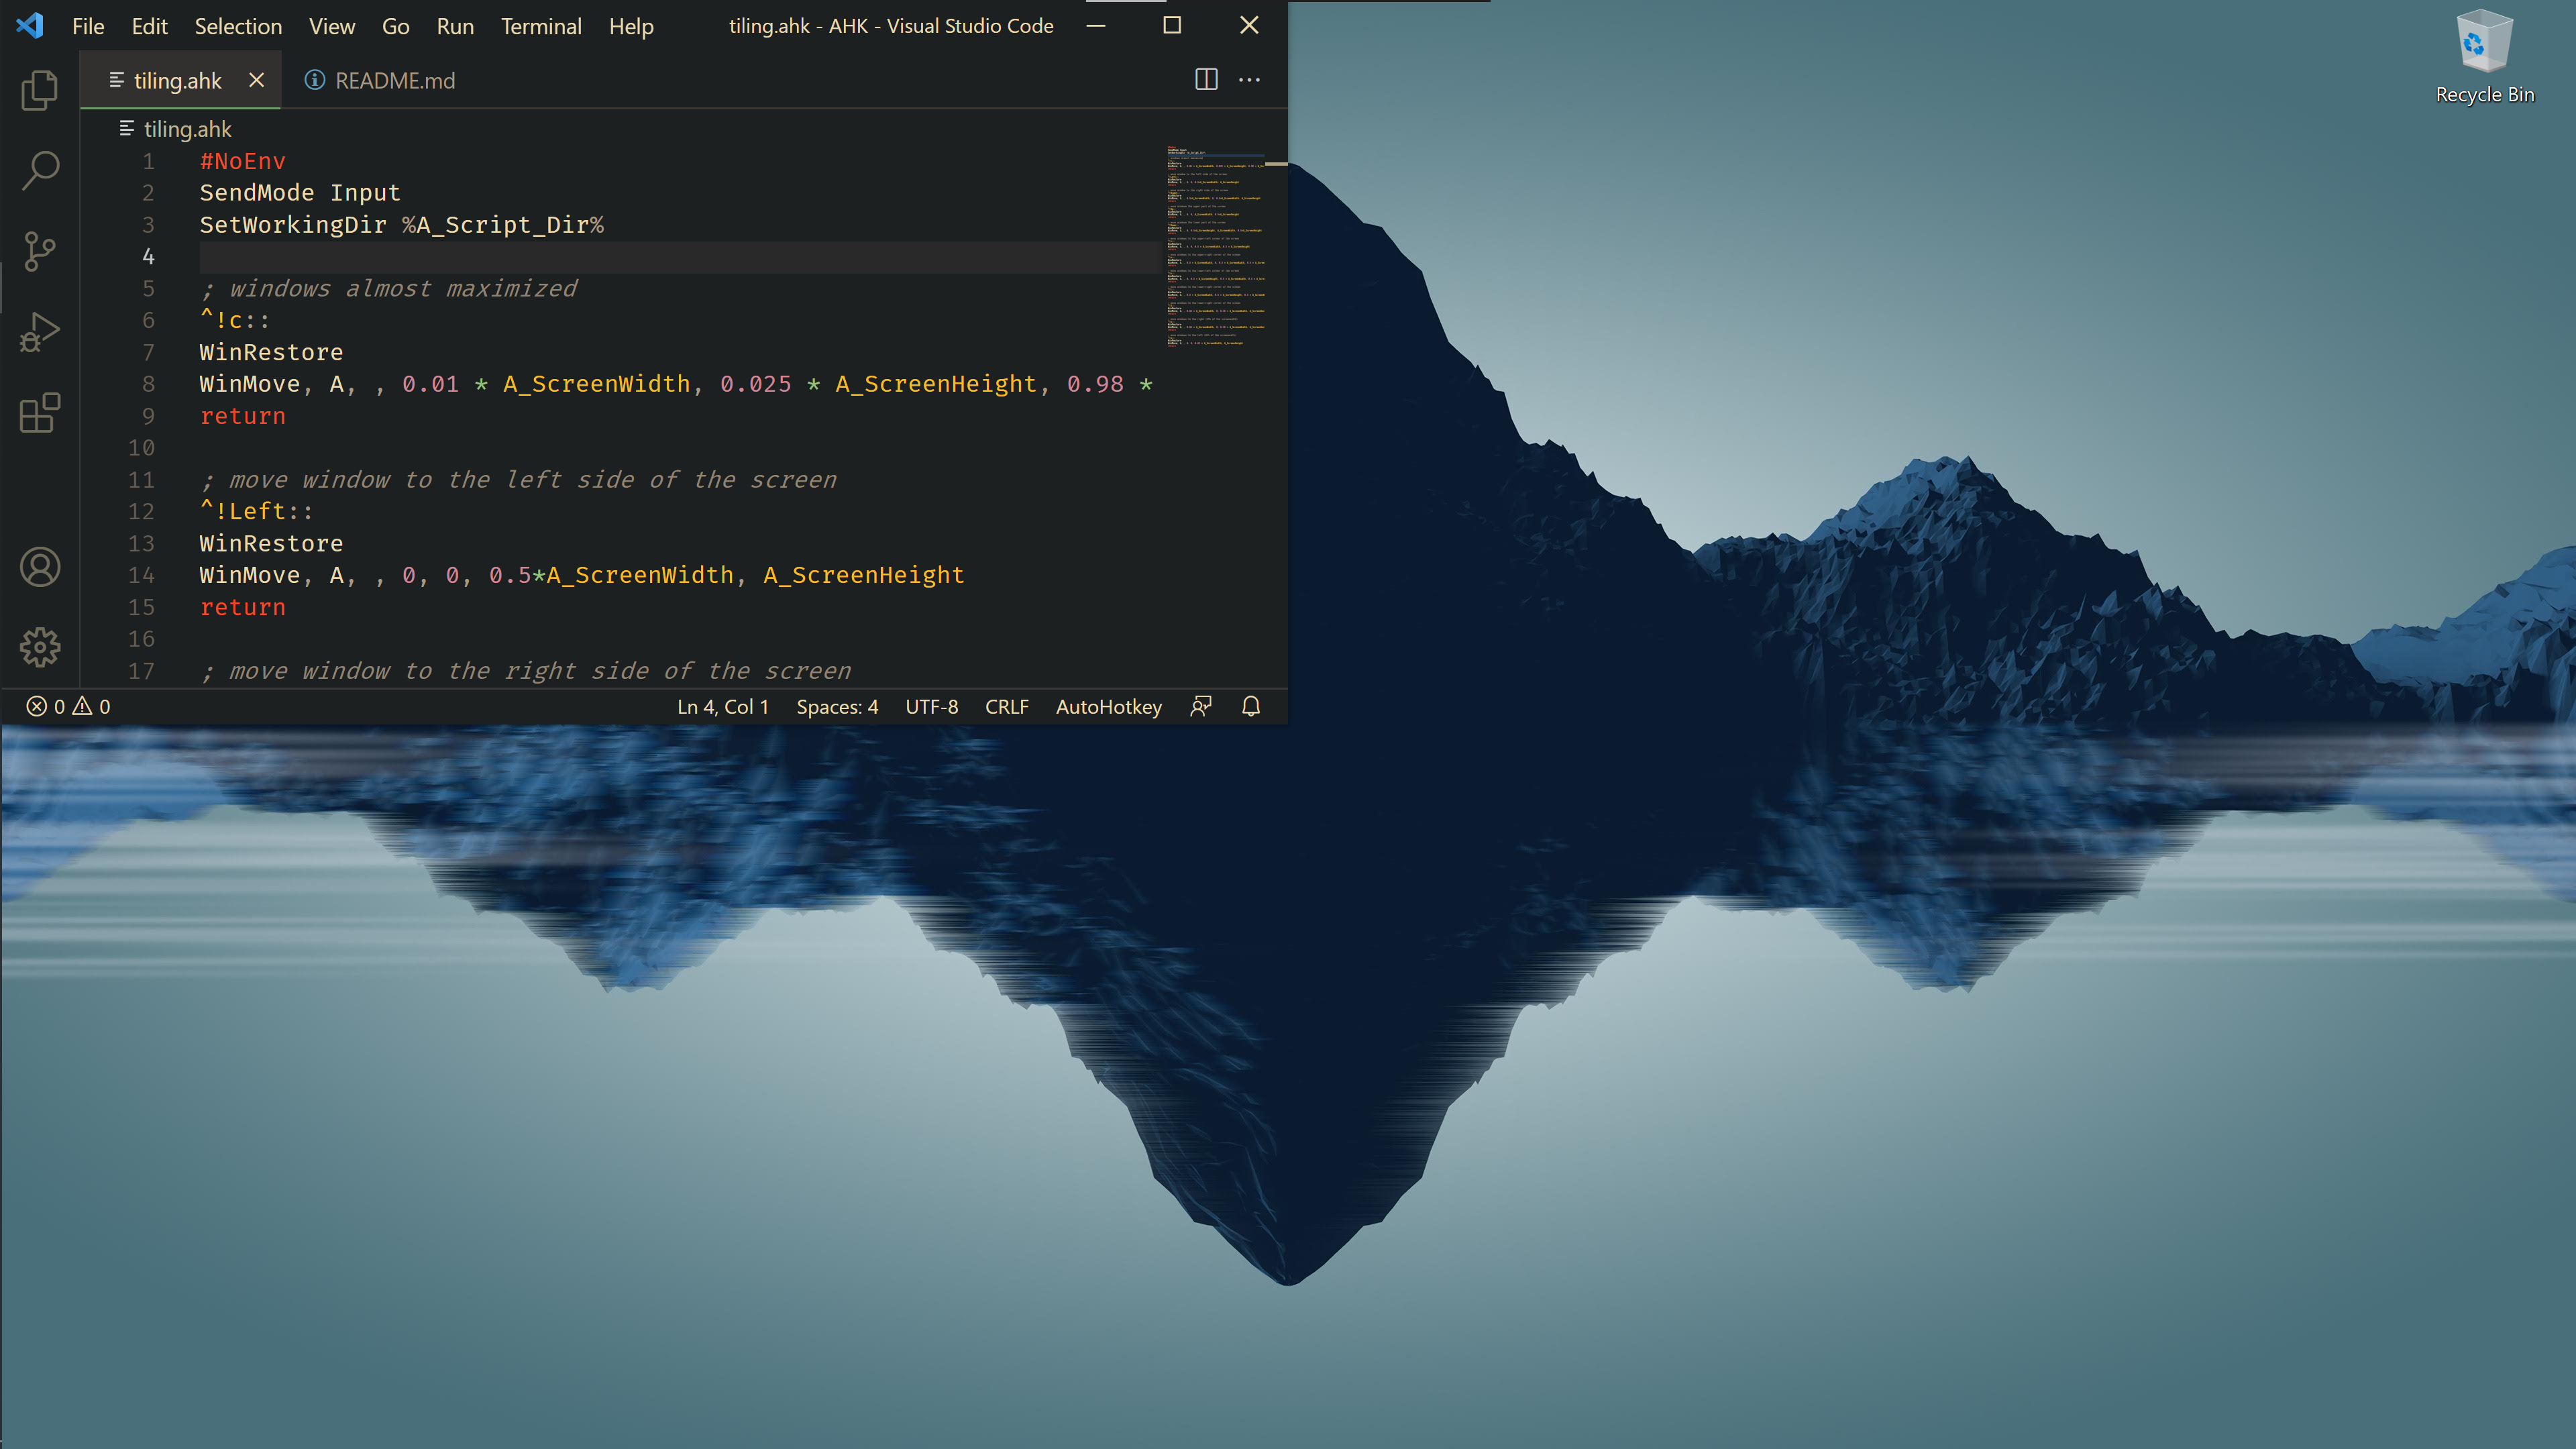 File Edit Selection View Go Run Terminal Help tiling.ahk - AHK - Visual Studio Code
Recycle Bin
tiling.ahk README.md
tiling.ahk
1 #NoEnv
2 SendMode Input
3 SetWorkingDir %A_Script_Dir%
4
5 ; windows almost maximized
6 ^!c::
7 WinRestore
8 WinMove, A, , 0.01 * A_ScreenWidth, 0.025 * A_ScreenHeight, 0.98 *
9 return
10
11 ; move window to the left side of the screen
12 ^!Left::
13 WinRestore
14 WinMove, A, , 0, 0, 0.5*A_ScreenWidth, A_ScreenHeight
15 return
16
17 ; move window to the right side of the screen
0 0 Ln 4, Col 1 Spaces: 4 UTF-8 CRLF AutoHotkey